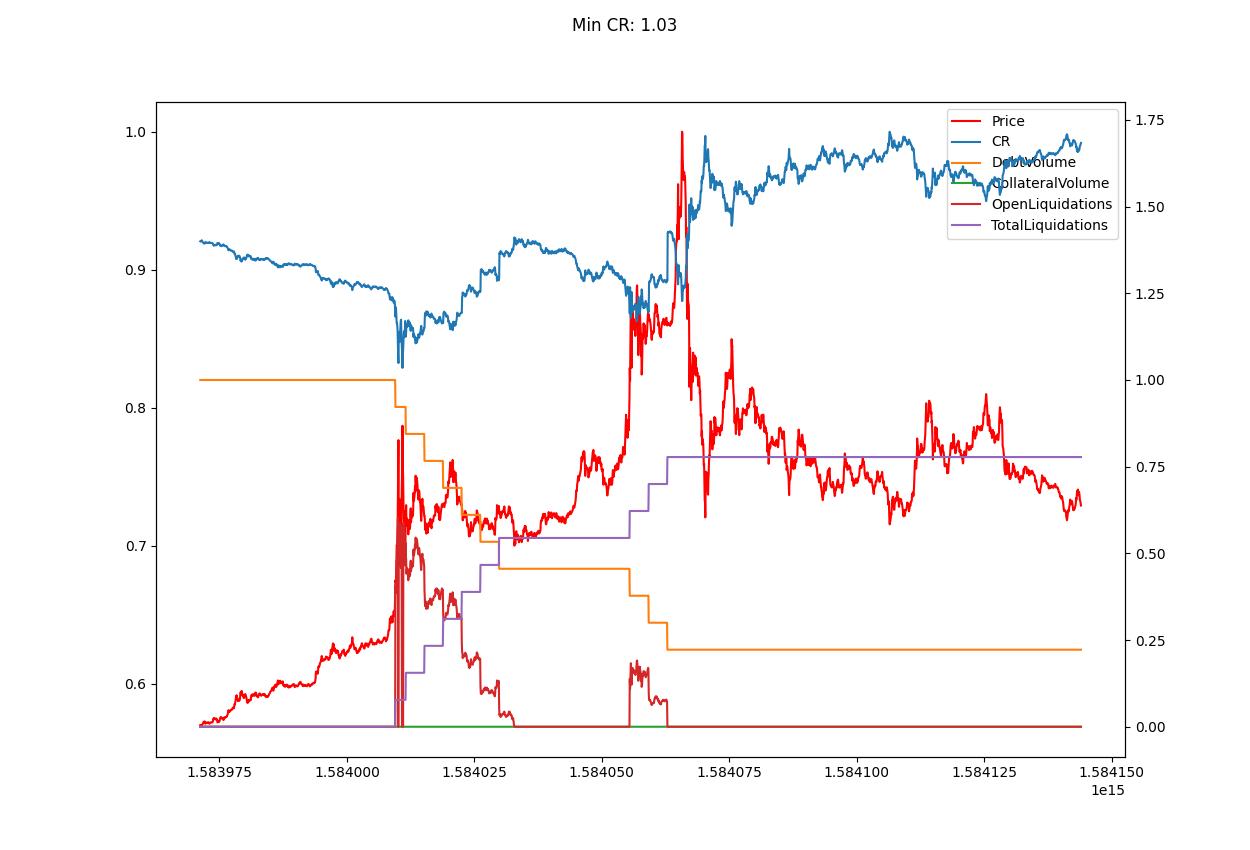 Min CR: 1.03
1.0
0.9
0.8
0.7
0.6
1.75
1.50
1.25
1.00
0.75
0.50
0.25
0.00
Price
CR
DebtVolume
CollateralVolume
OpenLiquidations
TotalLiquidations
1.583975 1.584000 1.584025 1.584050 1.584075 1.584100 1.584125 1.584150
1e15